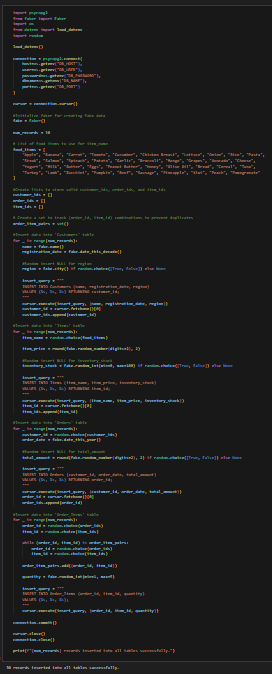 import psycopg2
from faker import Faker
import os
from dotenv import load_dotenv
import random
load_dotenv()
connection = psycopg2.connect(
host=os.getenv("DB_HOST"),
user=os.getenv("DB_USER"),
password=os.getenv("DB_PASSWORD"),
dbname=os.getenv("DB_NAME"),
port=os.getenv("DB_PORT")
)
cursor = connection.cursor()
#Initialize faker for creating fake data
fake = Faker()
num_records = 50
# List of food items to use for item_name
food_items = [
"Apple", "Banana", "Carrot", "Tomato", "Cucumber", "Chicken Breast", "Lettuce", "Onion", "Rice", "Pasta",
"Steak", "Salmon", "Spinach", "Potato", "Garlic", "Broccoli", "Mango", "Grapes", "Avocado", "Cheese",
"Yogurt", "Milk", "Butter", "Eggs", "Peanut Butter", "Honey", "Olive Oil", "Bread", "Cereal", "Tuna",
"Turkey", "Lamb", "Zucchini", "Pumpkin", "Beef", "Sausage", "Pineapple", "Kiwi", "Peach", "Pomegranate"
]
#Create lists to store valid customer_ids, order_ids, and item_ids
customer_ids = []
order_ids = []
item_ids = []
# Create a set to track (order_id, item_id) combinations to prevent duplicates
order_item_pairs = set()
#Insert data into 'Customers' table
for _ in range(num_records):
name = fake.name()
registration_date = fake.date_this_decade()
#Random insert NULL for region
region = fake.city() if random.choice([True, False]) else None
insert_query = """
INSERT INTO Customers (name, registration_date, region)
VALUES (%s, %s, %s) RETURNING customer_id;
"""
cursor.execute(insert_query, (name, registration_date, region))
customer_id = cursor.fetchone()[0]
customer_ids.append(customer_id)
#Insert data into 'Items' table
for _ in range(num_records):
item_name = random.choice(food_items)
item_price = round(fake.random_number(digits=2), 2)
#Random insert NULL for inventory_stock
inventory_stock = fake.random_int(min=0, max=100) if random.choice([True, False]) else None
insert_query = """
INSERT INTO Items (item_name, item_price, inventory_stock)
VALUES (%s, %s, %s) RETURNING item_id;
"""
cursor.execute(insert_query, (item_name, item_price, inventory_stock))
item_id = cursor.fetchone()[0]
item_ids.append(item_id)
#Insert data into 'Orders' table
for _ in range(num_records):
customer_id = random.choice(customer_ids)
order_date = fake.date_this_year()
#Random insert NULL for total_amount
total_amount = round(fake.random_number(digits=3), 2) if random.choice([True, False]) else None
insert_query = """
INSERT INTO Orders (customer_id, order_date, total_amount)
VALUES (%s, %s, %s) RETURNING order_id;
"""
cursor.execute(insert_query, (customer_id, order_date, total_amount))
order_id = cursor.fetchone()[0]
order_ids.append(order_id)
#Insert data into 'Order_Items' table
for _ in range(num_records):
order_id = random.choice(order_ids)
item_id = random.choice(item_ids)
while (order_id, item_id) in order_item_pairs:
order_id = random.choice(order_ids)
item_id = random.choice(item_ids)
order_item_pairs.add((order_id, item_id))
quantity = fake.random_int(min=1, max=5)
insert_query = """
INSERT INTO Order_Items (order_id, item_id, quantity)
VALUES (%s, %s, %s);
"""
cursor.execute(insert_query, (order_id, item_id, quantity))
connection.commit()
cursor.close()
connection.close()
print(f"{num_records} records inserted into all tables successfully.")
50 records inserted into all tables successfully.